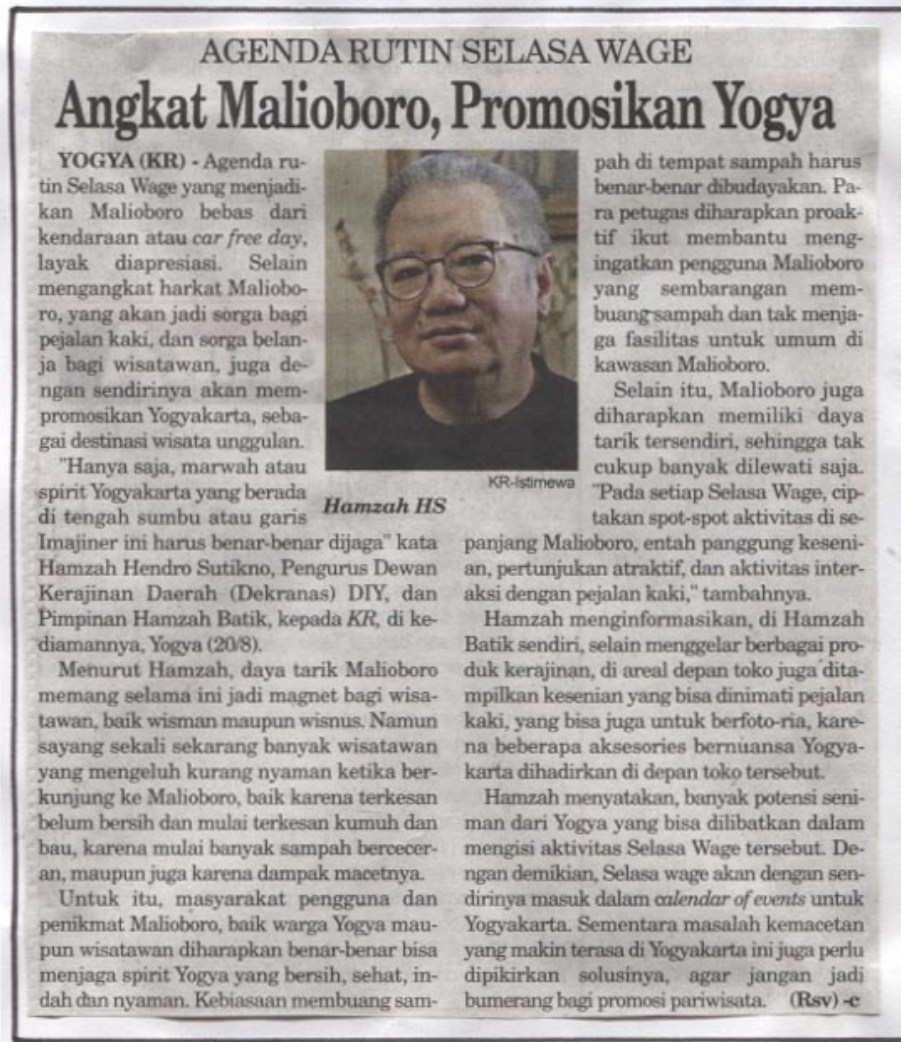 AGENDA RUTIN SELASA WAGE
Angkat Malioboro, Promosikan Yogya
YOGYA (KR) - Agenda ru-
tin Selasa Wage yang menjadi-
kan Malioboro bebas dari
kendaraan atau car free day,
layak diapresiasi. Selain
mengangkat harkat Maliobo-
ro, yang akan jadi sorga bagi
pejalan kaki, dan sorga belan-
ja bagi wisatawan, juga de-
ngan sendirinya akan mem-
promosikan Yogyakarta, seba-
gai destinasi wisata unggulan.
"Hanya saja, marwah atau
spirit Yogyakarta yang berada
di tengah sumbu atau garis
Imajiner ini harus benar-benar dijaga" kata
Hamzah Hendro Sutikno, Pengurus Dewan
Kerajinan Daerah (Dekranas) DIY, dan
Pimpinan Hamzah Batik, kepada KR, di ke-
diamannya, Yogya (20/8).
Menurut Hamzah, daya tarik Malioboro
memang selama ini jadi magnet bagi wisa-
tawan, baik wisman maupun wisnus. Namun
sayang sekali sekarang banyak wisatawan
yang mengeluh kurang nyaman ketika ber-
kunjung ke Malioboro, baik karena terkesan
belum bersih dan mulai terkesan kumuh dan
bau, karena mulai banyak sampah bercecer-
an, maupun juga karena dampak macetnya.
Untuk itu, masyarakat pengguna dan
penikmat Malioboro, baik warga Yogya mau-
pun wisatawan diharapkan benar-benar bisa
menjaga spirit Yogya yang bersih, sehat, in-
dah dan nyaman. Kebiasaan membuang sam-
KR-Istimewa
Hamzah HS
pah di tempat sampah harus
benar-benar dibudayakan. Pa-
ra petugas diharapkan proak-
tif ikut membantu meng-
ingatkan pengguna Malioboro
yang sembarangan mem-
buang sampah dan tak menja-
ga fasilitas untuk umum di
kawasan Malioboro.
Selain itu, Malioboro juga
diharapkan memiliki daya
tarik tersendiri, sehingga tak
cukup banyak dilewati saja.
"Pada setiap Selasa Wage, cip-
takan spot-spot aktivitas di se-
panjang Malioboro, entah panggung keseni-
an, pertunjukan atraktif, dan aktivitas inter-
aksi dengan pejalan kaki," tambahnya.
Hamzah menginformasikan, di Hamzah
Batik sendiri, selain menggelar berbagai pro-
duk kerajinan, di areal depan toko juga dita-
mpilkan kesenian yang bisa dinimati pejalan
kaki, yang bisa juga untuk berfoto-ria, kare-
na beberapa aksesories bernuansa Yogya-
karta dihadirkan di depan toko tersebut.
Hamzah menyatakan, banyak potensi seni-
man dari Yogya yang bisa dilibatkan dalam
mengisi aktivitas Selasa Wage tersebut. De-
ngan demikian, Selasa wage akan dengan sen-
dirinya masuk dalam calendar of events untuk
Yogyakarta. Sementara masalah kemacetan
yang makin terasa di Yogyakarta ini juga perlu
dipikirkan solusinya, agar jangan jadi
bumerang bagi promosi pariwisata. (Rsv) -c